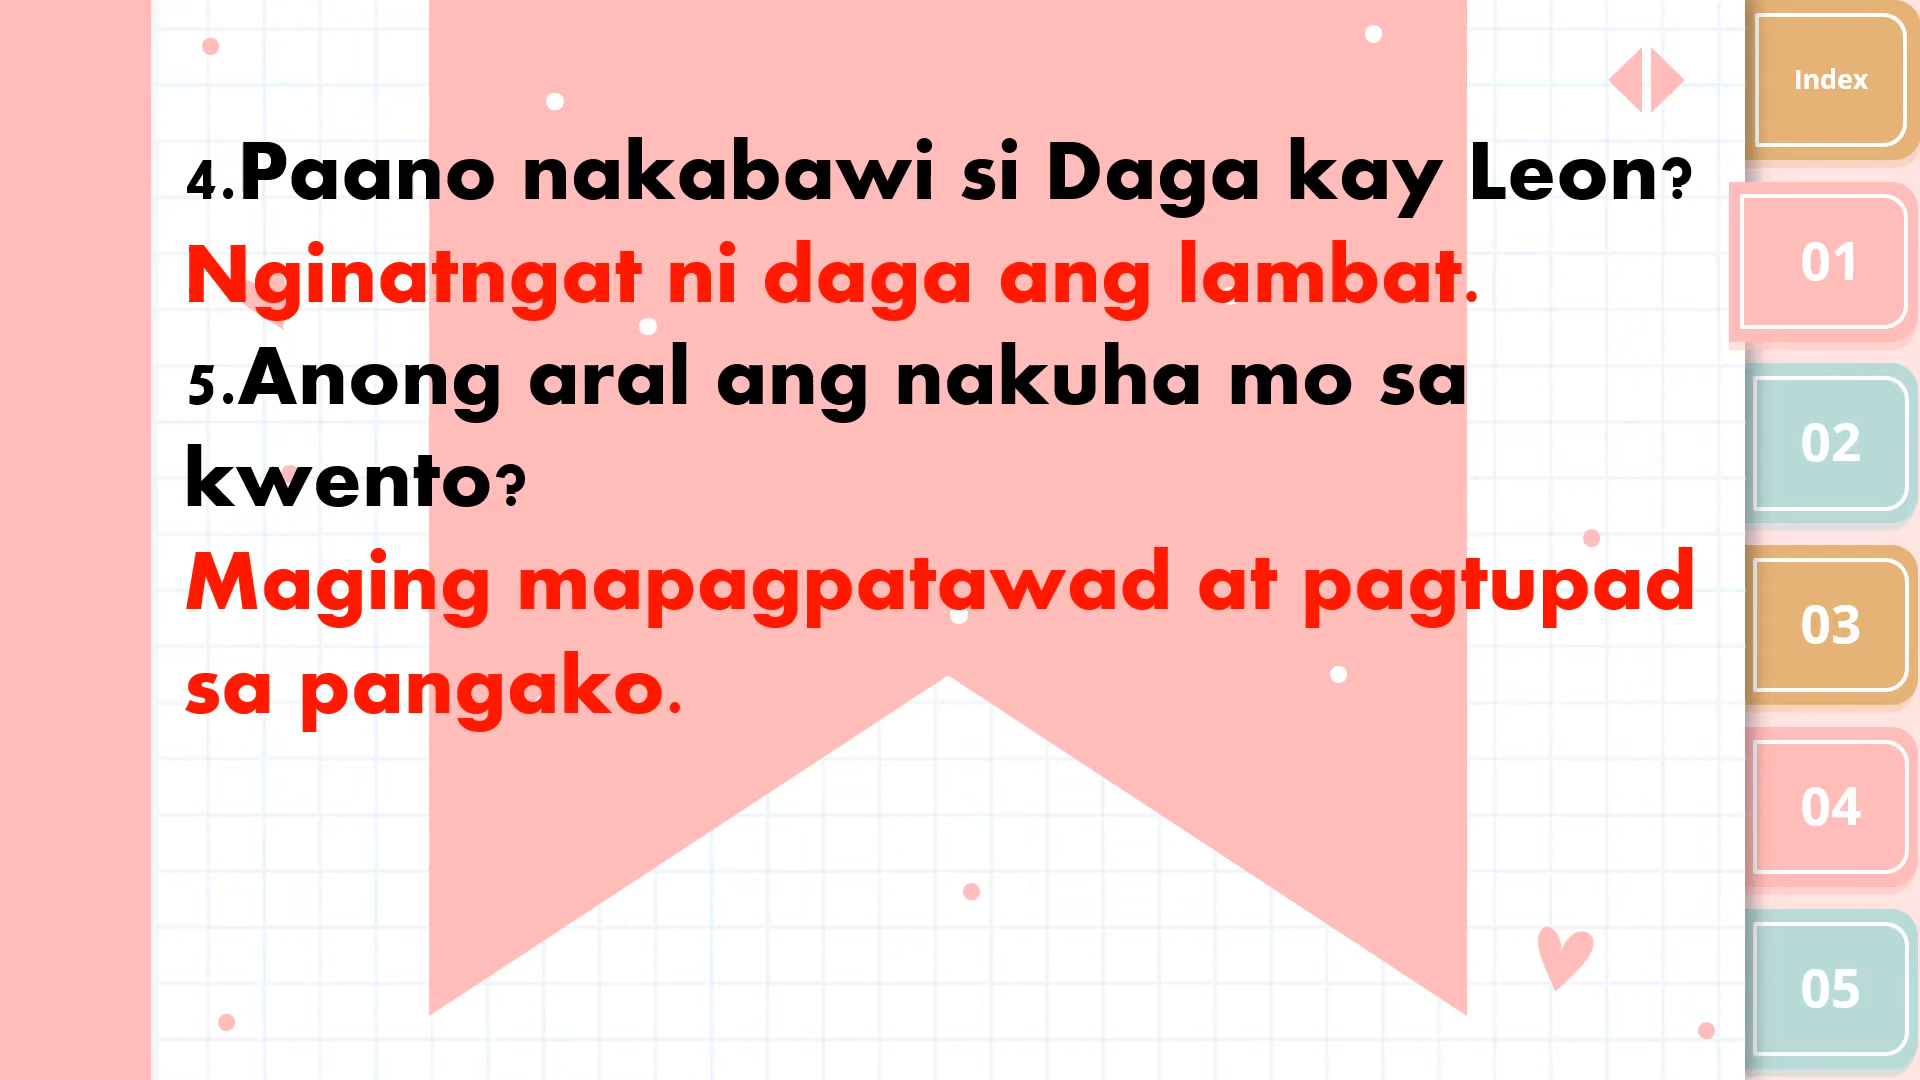 4.Paano nakabawi si Daga kay Leon?
Nginatngat ni daga ang lambat.
5.Anong aral ang nakuha mo sa
kwento?
Maging mapagpatawad at pagtupad
sa pangako.
Index
01
02
03
04
05